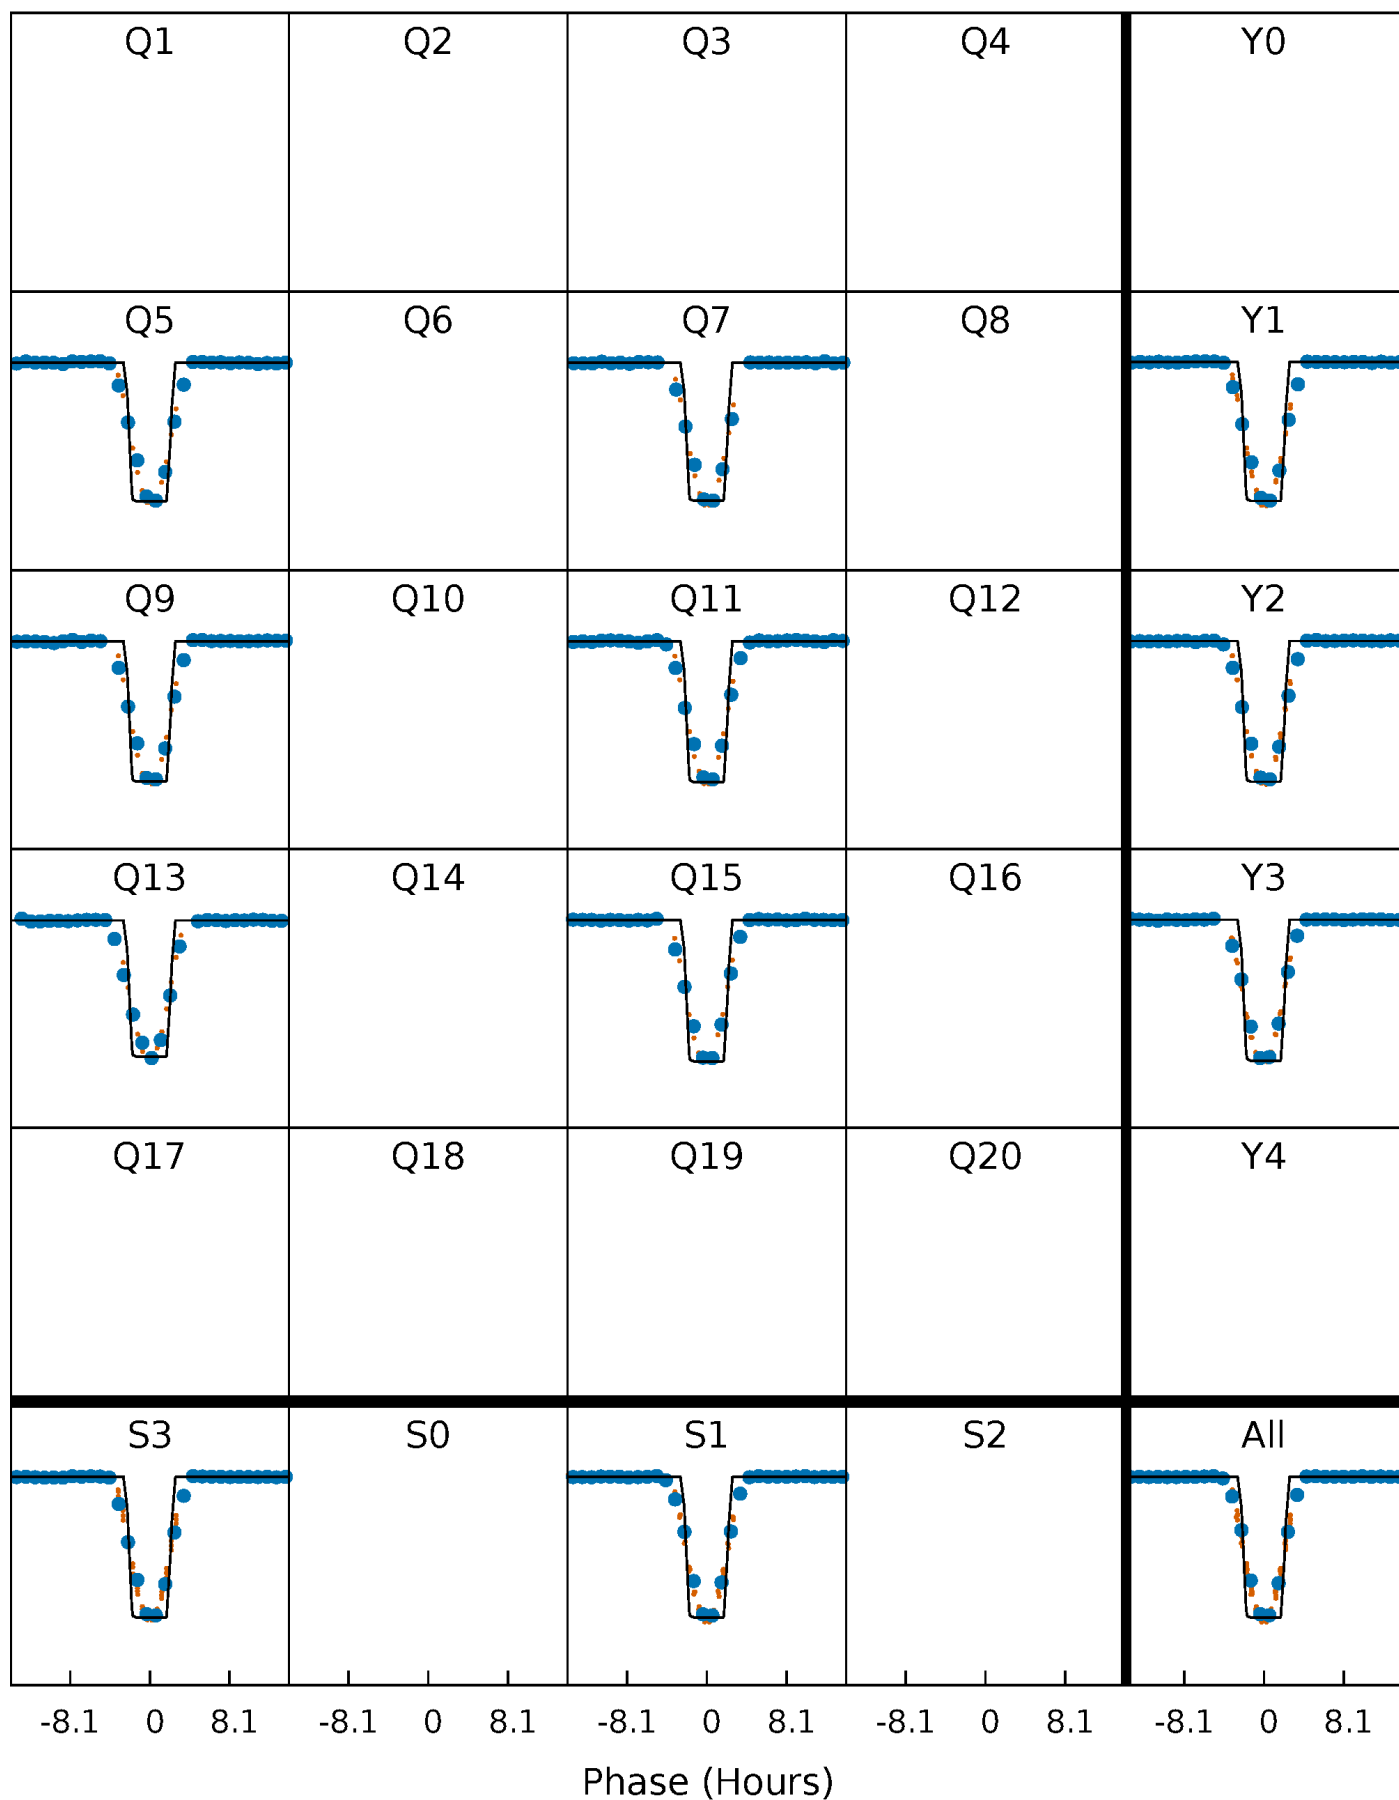 Q1 Q2 Q3 Q4 Y0
Q5 Q6 Q7 Q8 Y1
Q9 Q10 Q11 Q12 Y2
Q13 Q14 Q15 Q16 Y3
Q17 Q18 Q19 Q20 Y4
S3 S0 S1 S2 All
-8.1 0 8.1 -8.1 0 8.1 -8.1 0 8.1 -8.1 0 8.1 -8.1 0 8.1
Phase (Hours)